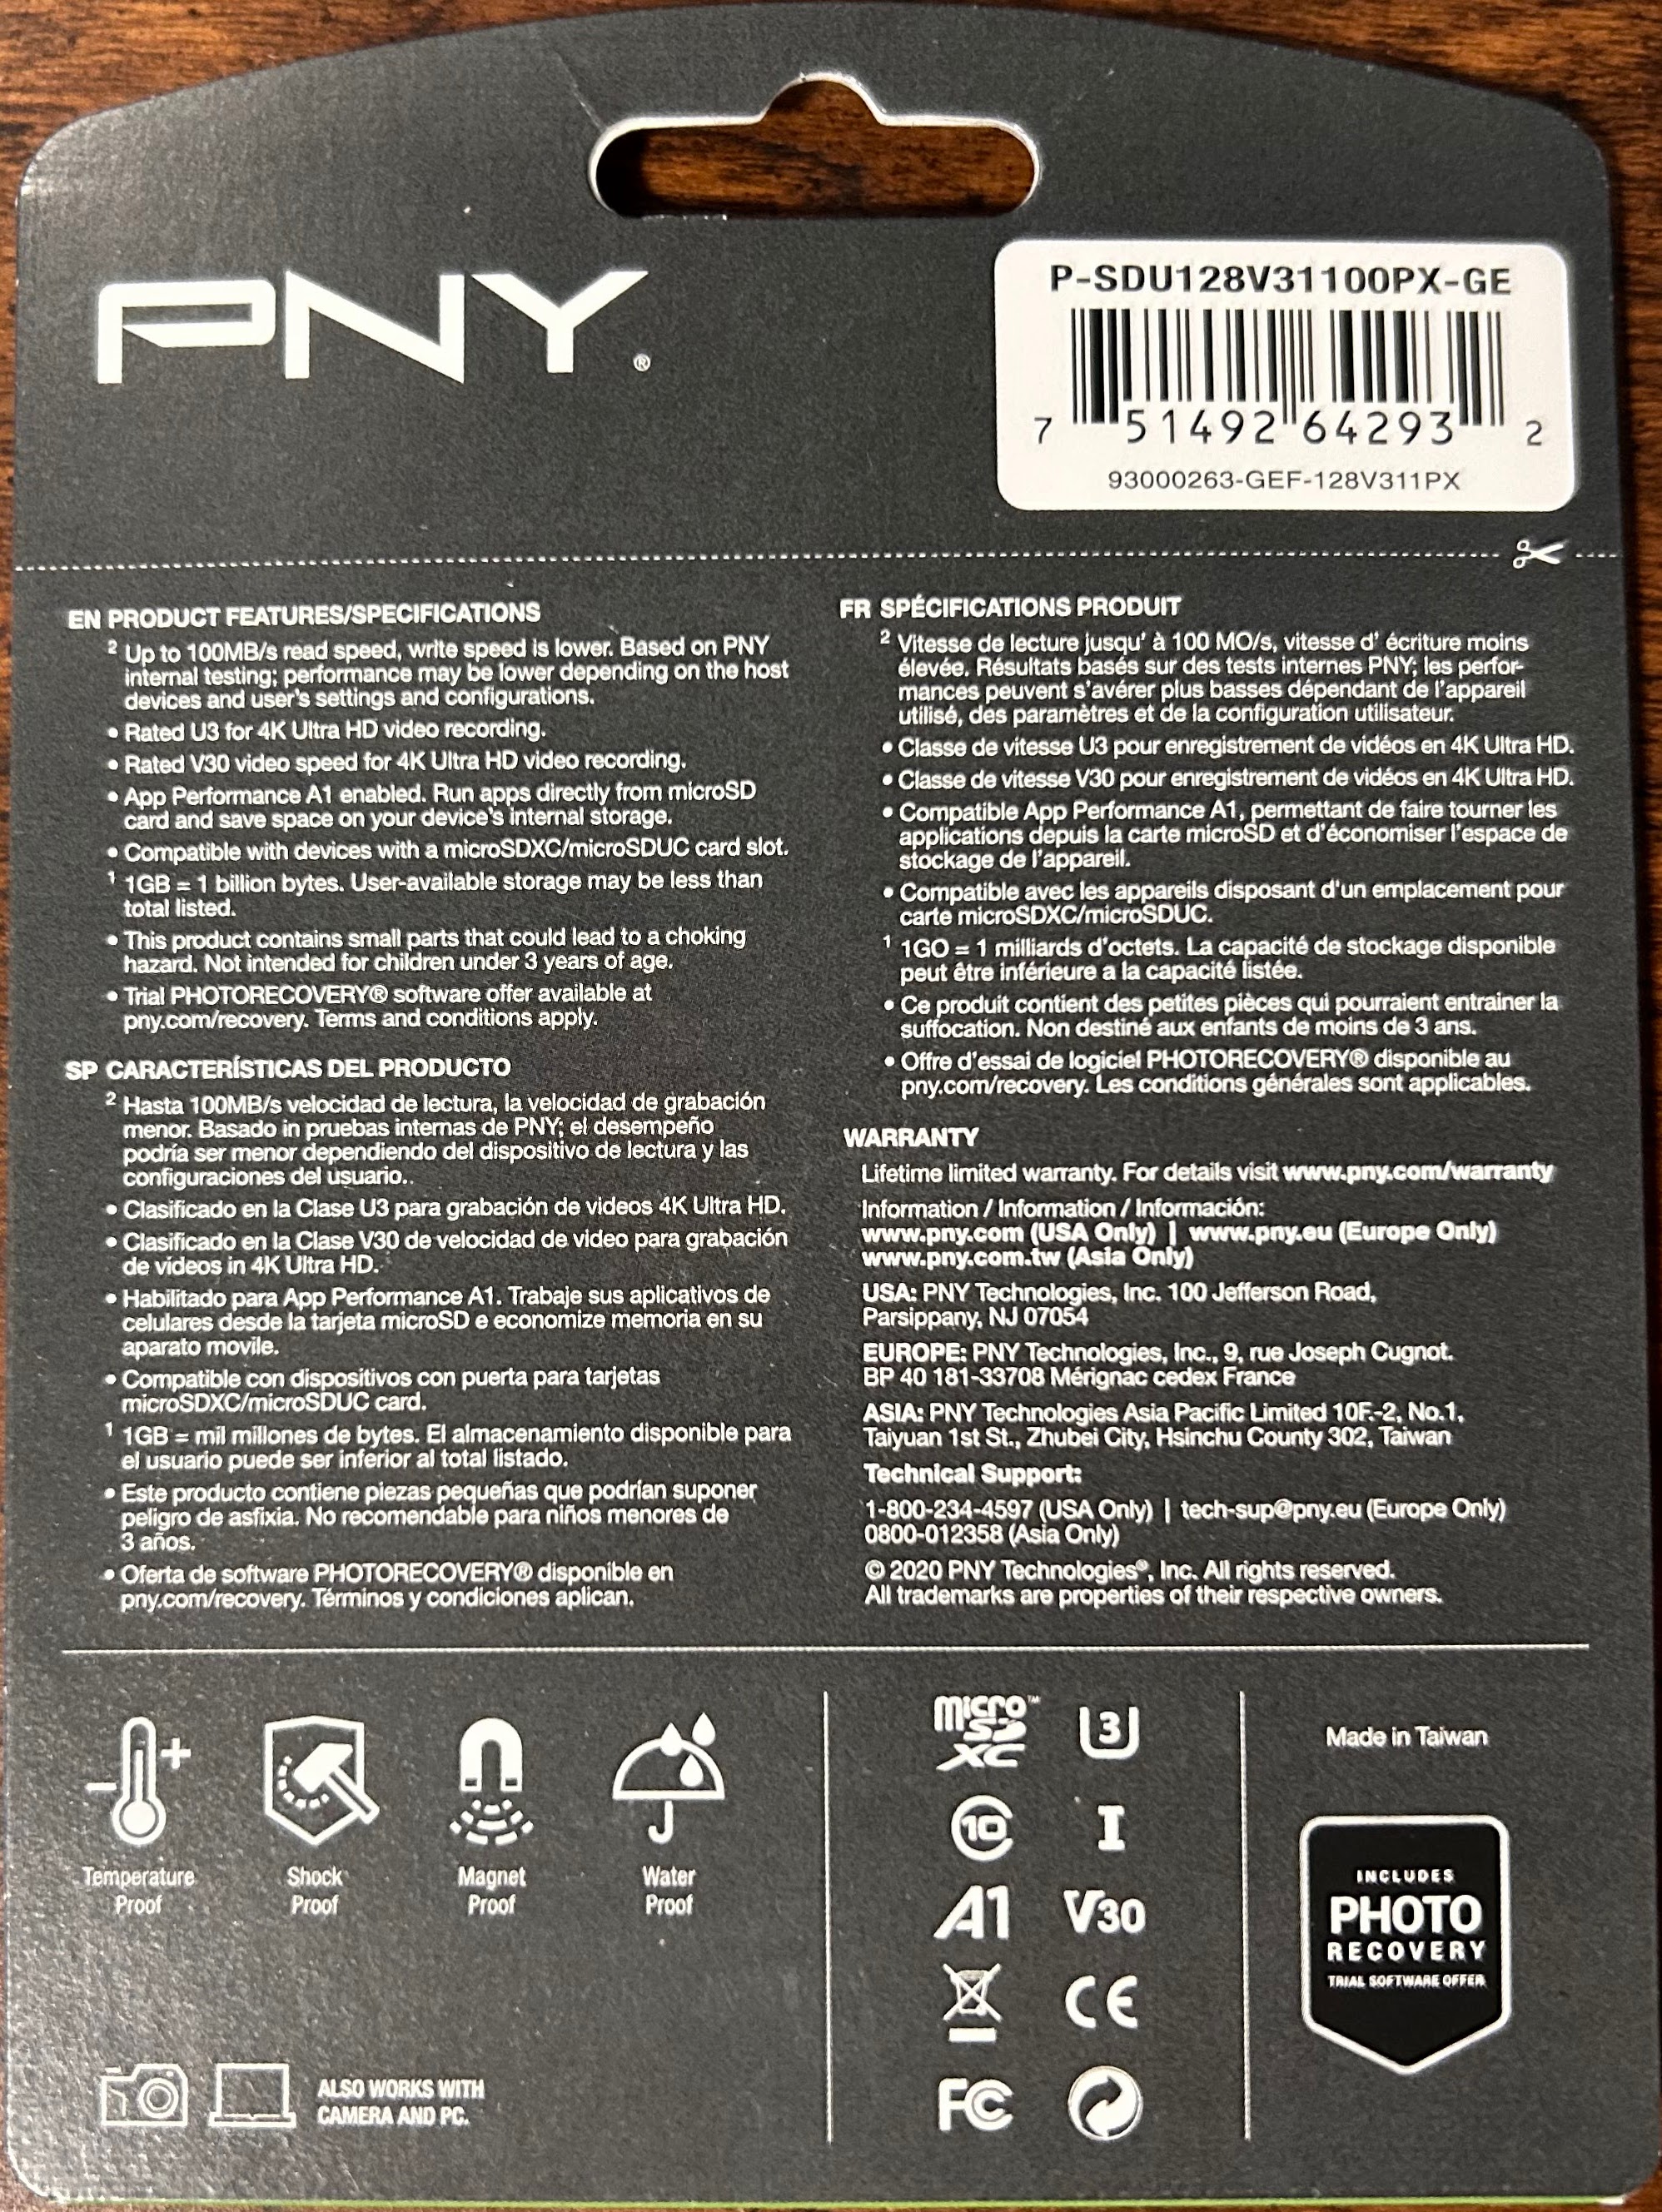 PNY®
P-SDU128V31100PX-GE
7 51492 64293 2
93000263-GEF-128V311PX
EN PRODUCT FEATURES/SPECIFICATIONS
² Up to 100MB/s read speed, write speed is lower. Based on PNY
internal testing; performance may be lower depending on the host
devices and user's settings and configurations.
• Rated U3 for 4K Ultra HD video recording.
• Rated V30 video speed for 4K Ultra HD video recording.
• App Performance A1 enabled. Run apps directly from microSD
card and save space on your device's internal storage.
• Compatible with devices with a microSDXC/microSDUC card slot.
¹ 1GB = 1 billion bytes. User-available storage may be less than
total listed.
• This product contains small parts that could lead to a choking
hazard. Not intended for children under 3 years of age.
• Trial PHOTORECOVERY® software offer available at
pny.com/recovery. Terms and conditions apply.
SP CARACTERÍSTICAS DEL PRODUCTO
² Hasta 100MB/s velocidad de lectura, la velocidad de grabación
menor. Basado in pruebas internas de PNY; el desempeño
podría ser menor dependiendo del dispositivo de lectura y las
configuraciones del usuario..
• Clasificado en la Clase U3 para grabación de videos 4K Ultra HD.
• Clasificado en la Clase V30 de velocidad de video para grabación
de videos in 4K Ultra HD.
• Habilitado para App Performance A1. Trabaje sus aplicativos de
celulares desde la tarjeta microSD e economize memoria en su
aparato movile.
• Compatible con dispositivos con puerta para tarjetas
microSDXC/microSDUC card.
¹ 1GB = mil millones de bytes. El almacenamiento disponible para
el usuario puede ser inferior al total listado.
• Este producto contiene piezas pequeñas que podrían suponer
peligro de asfixia. No recomendable para niños menores de
3 años.
• Oferta de software PHOTORECOVERY® disponible en
pny.com/recovery. Términos y condiciones aplican.
FR SPÉCIFICATIONS PRODUIT
² Vitesse de lecture jusqu' à 100 MO/s, vitesse d' écriture moins
élevée. Résultats basés sur des tests internes PNY; les perfor-
mances peuvent s'avérer plus basses dépendant de l'appareil
utilisé, des paramètres et de la configuration utilisateur.
• Classe de vitesse U3 pour enregistrement de vidéos en 4K Ultra HD.
• Classe de vitesse V30 pour enregistrement de vidéos en 4K Ultra HD.
• Compatible App Performance A1, permettant de faire tourner les
applications depuis la carte microSD et d'économiser l'espace de
stockage de l'appareil.
• Compatible avec les appareils disposant d'un emplacement pour
carte microSDXC/microSDUC.
¹ 1GO = 1 milliards d'octets. La capacité de stockage disponible
peut être inférieure a la capacité listée.
• Ce produit contient des petites pièces qui pourraient entrainer la
suffocation. Non destiné aux enfants de moins de 3 ans.
• Offre d'essai de logiciel PHOTORECOVERY® disponible au
pny.com/recovery. Les conditions générales sont applicables.
WARRANTY
Lifetime limited warranty. For details visit www.pny.com/warranty
Information / Information / Información:
www.pny.com (USA Only) | www.pny.eu (Europe Only)
www.pny.com.tw (Asia Only)
USA: PNY Technologies, Inc. 100 Jefferson Road,
Parsippany, NJ 07054
EUROPE: PNY Technologies, Inc., 9, rue Joseph Cugnot.
BP 40 181-33708 Mérignac cedex France
ASIA: PNY Technologies Asia Pacific Limited 10F.-2, No.1,
Taiyuan 1st St., Zhubei City, Hsinchu County 302, Taiwan
Technical Support:
1-800-234-4597 (USA Only) | tech-sup@pny.eu (Europe Only)
0800-012358 (Asia Only)
© 2020 PNY Technologies®, Inc. All rights reserved.
All trademarks are properties of their respective owners.
Temperature
Proof
Shock
Proof
Magnet
Proof
Water
Proof
ALSO WORKS WITH
CAMERA AND PC.
micro™
SD
XC
3
10
I
A1
V30
CE
FC
Made in Taiwan
INCLUDES
PHOTO
RECOVERY
TRIAL SOFTWARE OFFER